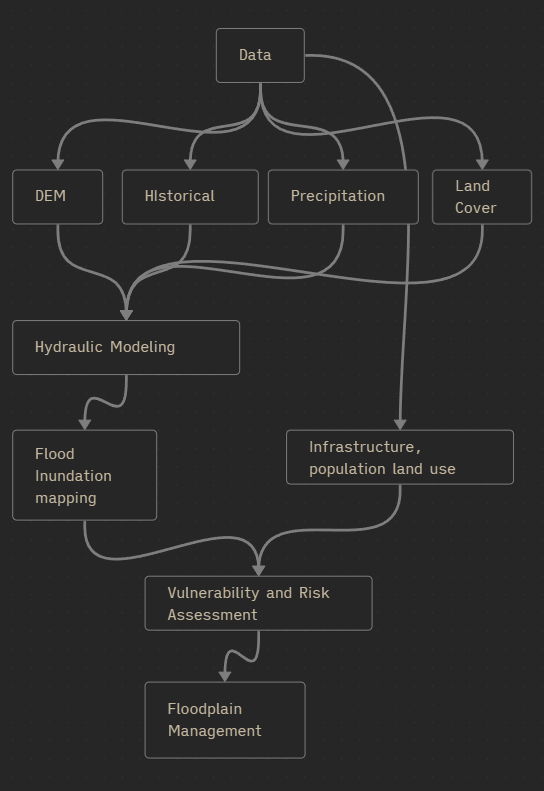 Data
DEM
HIstorical
Precipitation
Land
Cover
Hydraulic Modeling
Flood
Inundation
mapping
Infrastructure,
population land use
Vulnerability and Risk
Assessment
Floodplain
Management